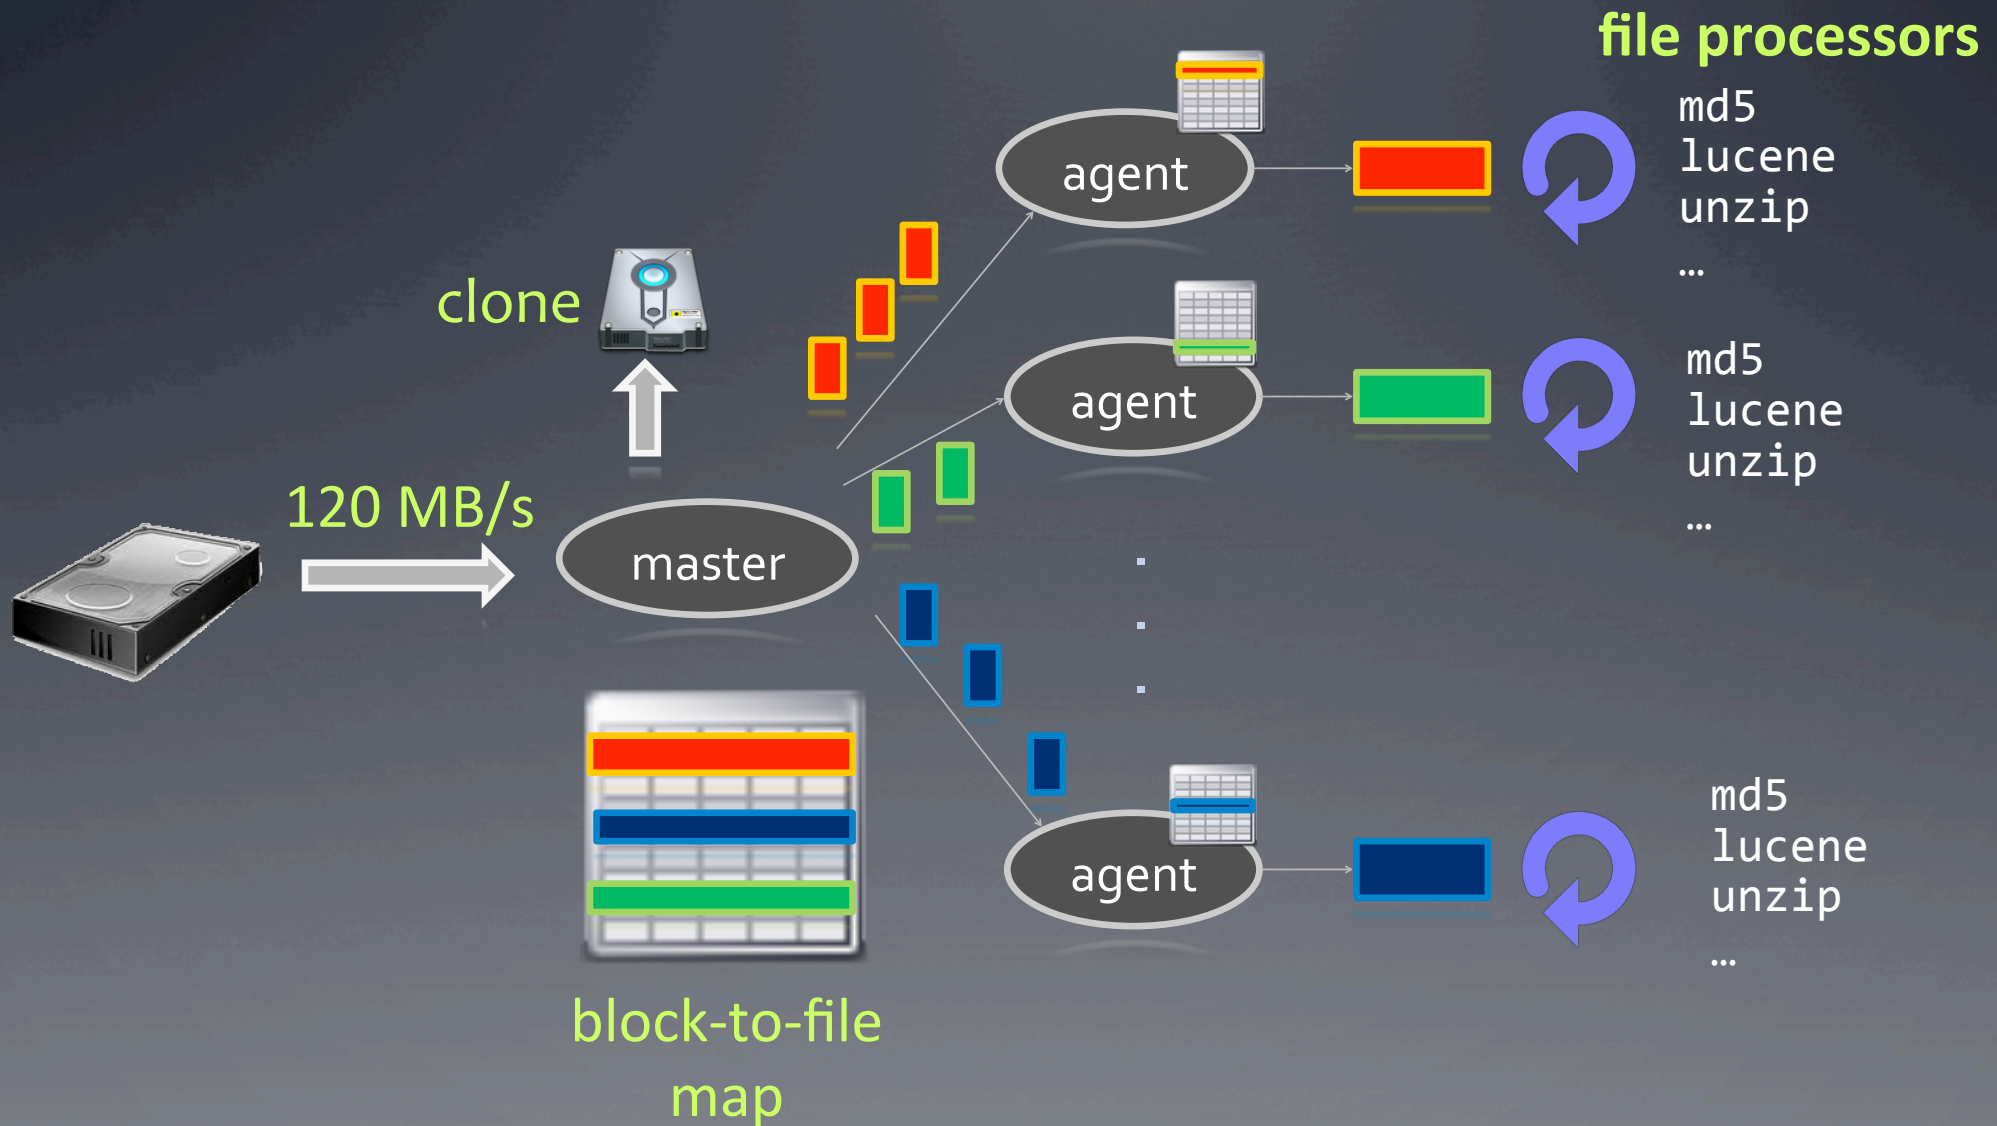 file processors
md5
lucene
unzip
…
agent
clone
agent
md5
lucene
unzip
…
120 MB/s
master
agent
md5
lucene
unzip
…
block-to-file
map